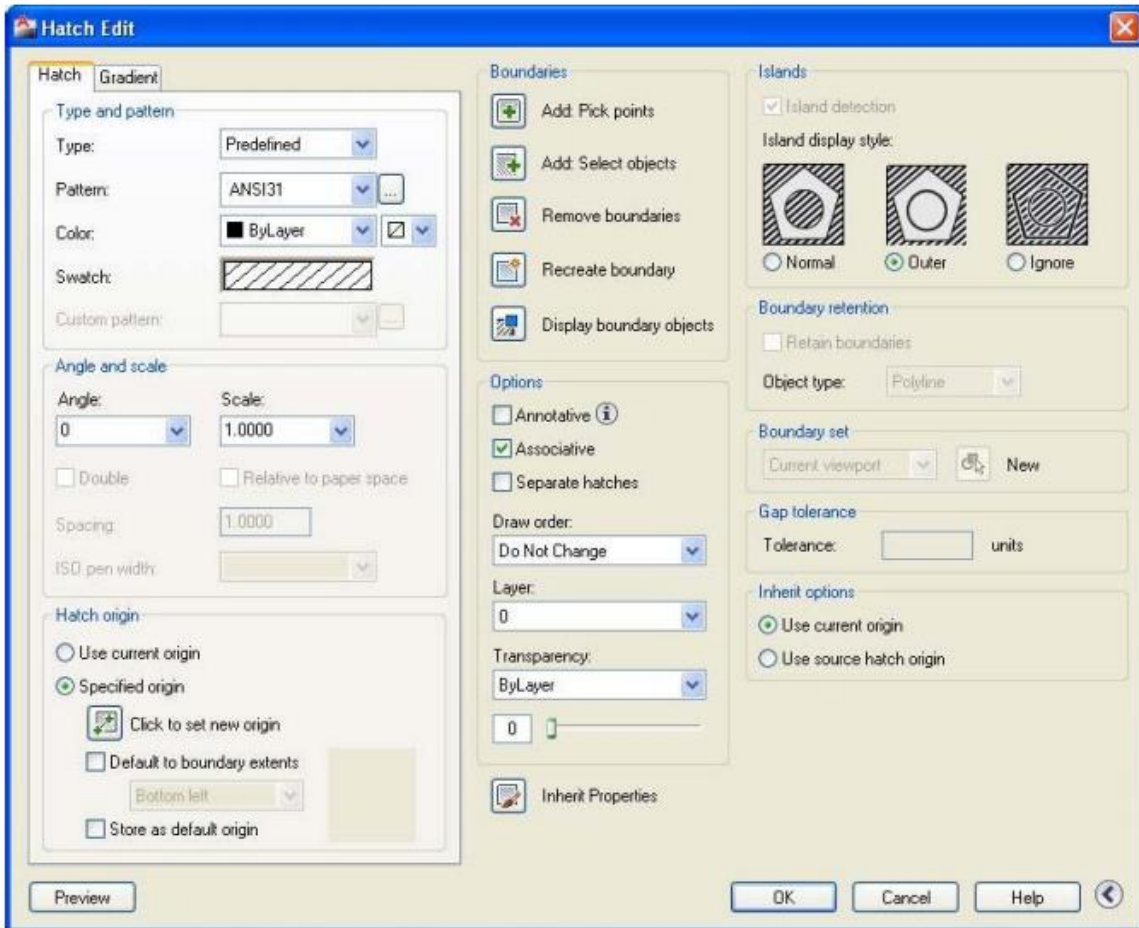 Hatch Edit
Hatch
Gradient
Type and pattern
Type:
Predefined
Pattern:
ANSI31
...
Color:
ByLayer
Swatch:
Custom pattern:
...
Angle and scale
Angle:
Scale:
0
1.0000
Double
Relative to paper space
Spacing:
1.0000
ISO pen width:
Hatch origin
Use current origin
Specified origin
Click to set new origin
Default to boundary extents
Bottom left
Store as default origin
Preview
Boundaries
Add: Pick points
Add: Select objects
Remove boundaries
Recreate boundary
Display boundary objects
Options
Annotative
Associative
Separate hatches
Draw order:
Do Not Change
Layer:
0
Transparency:
ByLayer
0
Inherit Properties
Islands
Island detection
Island display style:
Normal
Outer
Ignore
Boundary retention
Retain boundaries
Object type:
Polyline
Boundary set
Current viewport
New
Gap tolerance
Tolerance:
units
Inherit options
Use current origin
Use source hatch origin
OK
Cancel
Help